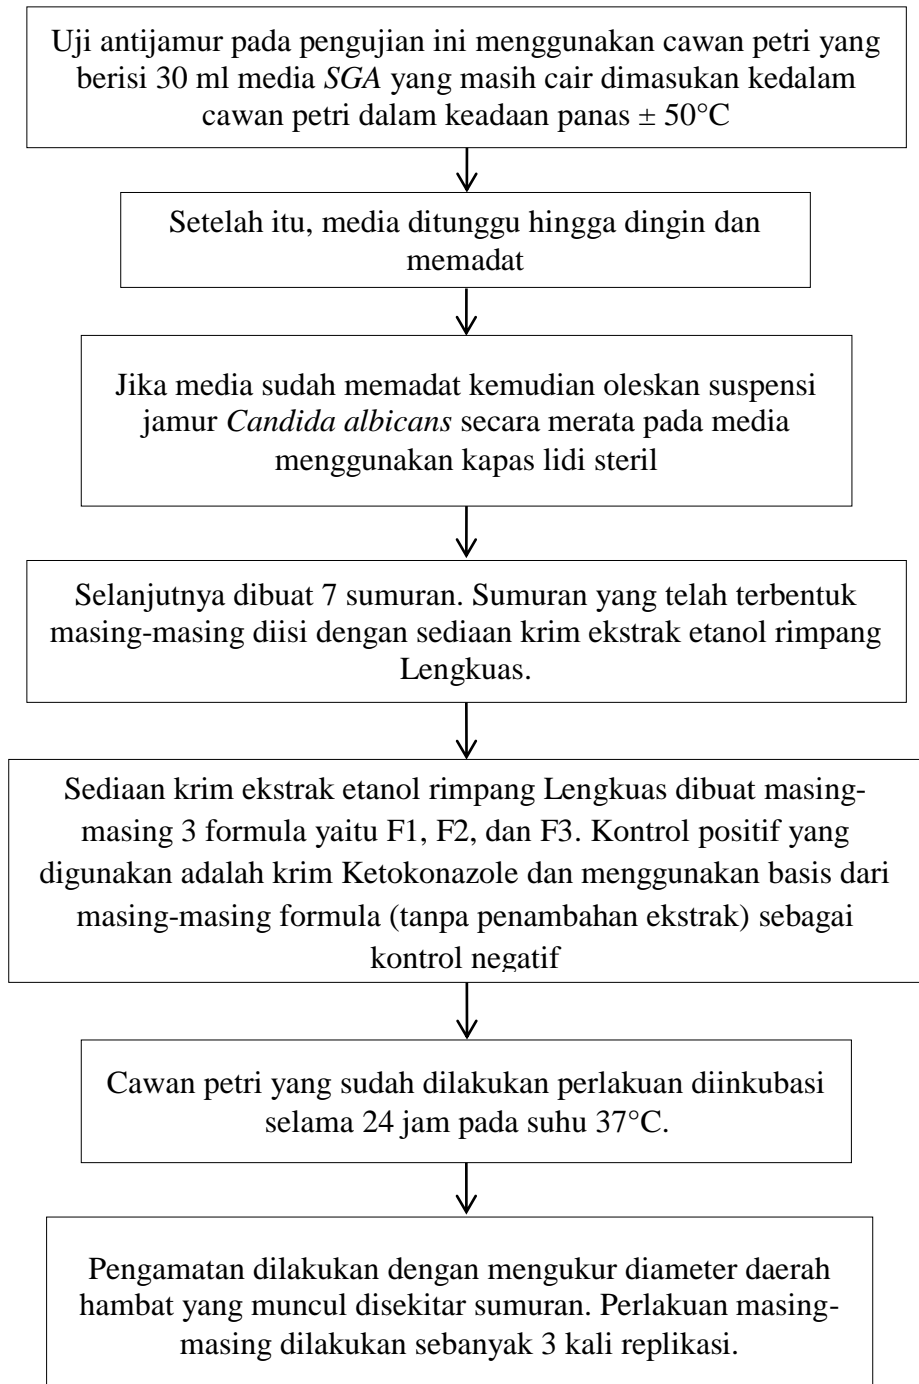 Uji antijamur pada pengujian ini menggunakan cawan petri yang
berisi 30 ml media SGA yang masih cair dimasukan kedalam
cawan petri dalam keadaan panas ± 50°C
Setelah itu, media ditunggu hingga dingin dan
memadat
Jika media sudah memadat kemudian oleskan suspensi
jamur Candida albicans secara merata pada media
menggunakan kapas lidi steril
Selanjutnya dibuat 7 sumuran. Sumuran yang telah terbentuk
masing-masing diisi dengan sediaan krim ekstrak etanol rimpang
Lengkuas.
Sediaan krim ekstrak etanol rimpang Lengkuas dibuat masing-
masing 3 formula yaitu F1, F2, dan F3. Kontrol positif yang
digunakan adalah krim Ketokonazole dan menggunakan basis dari
masing-masing formula (tanpa penambahan ekstrak) sebagai
kontrol negatif
Cawan petri yang sudah dilakukan perlakuan diinkubasi
selama 24 jam pada suhu 37°C.
Pengamatan dilakukan dengan mengukur diameter daerah
hambat yang muncul disekitar sumuran. Perlakuan masing-
masing dilakukan sebanyak 3 kali replikasi.